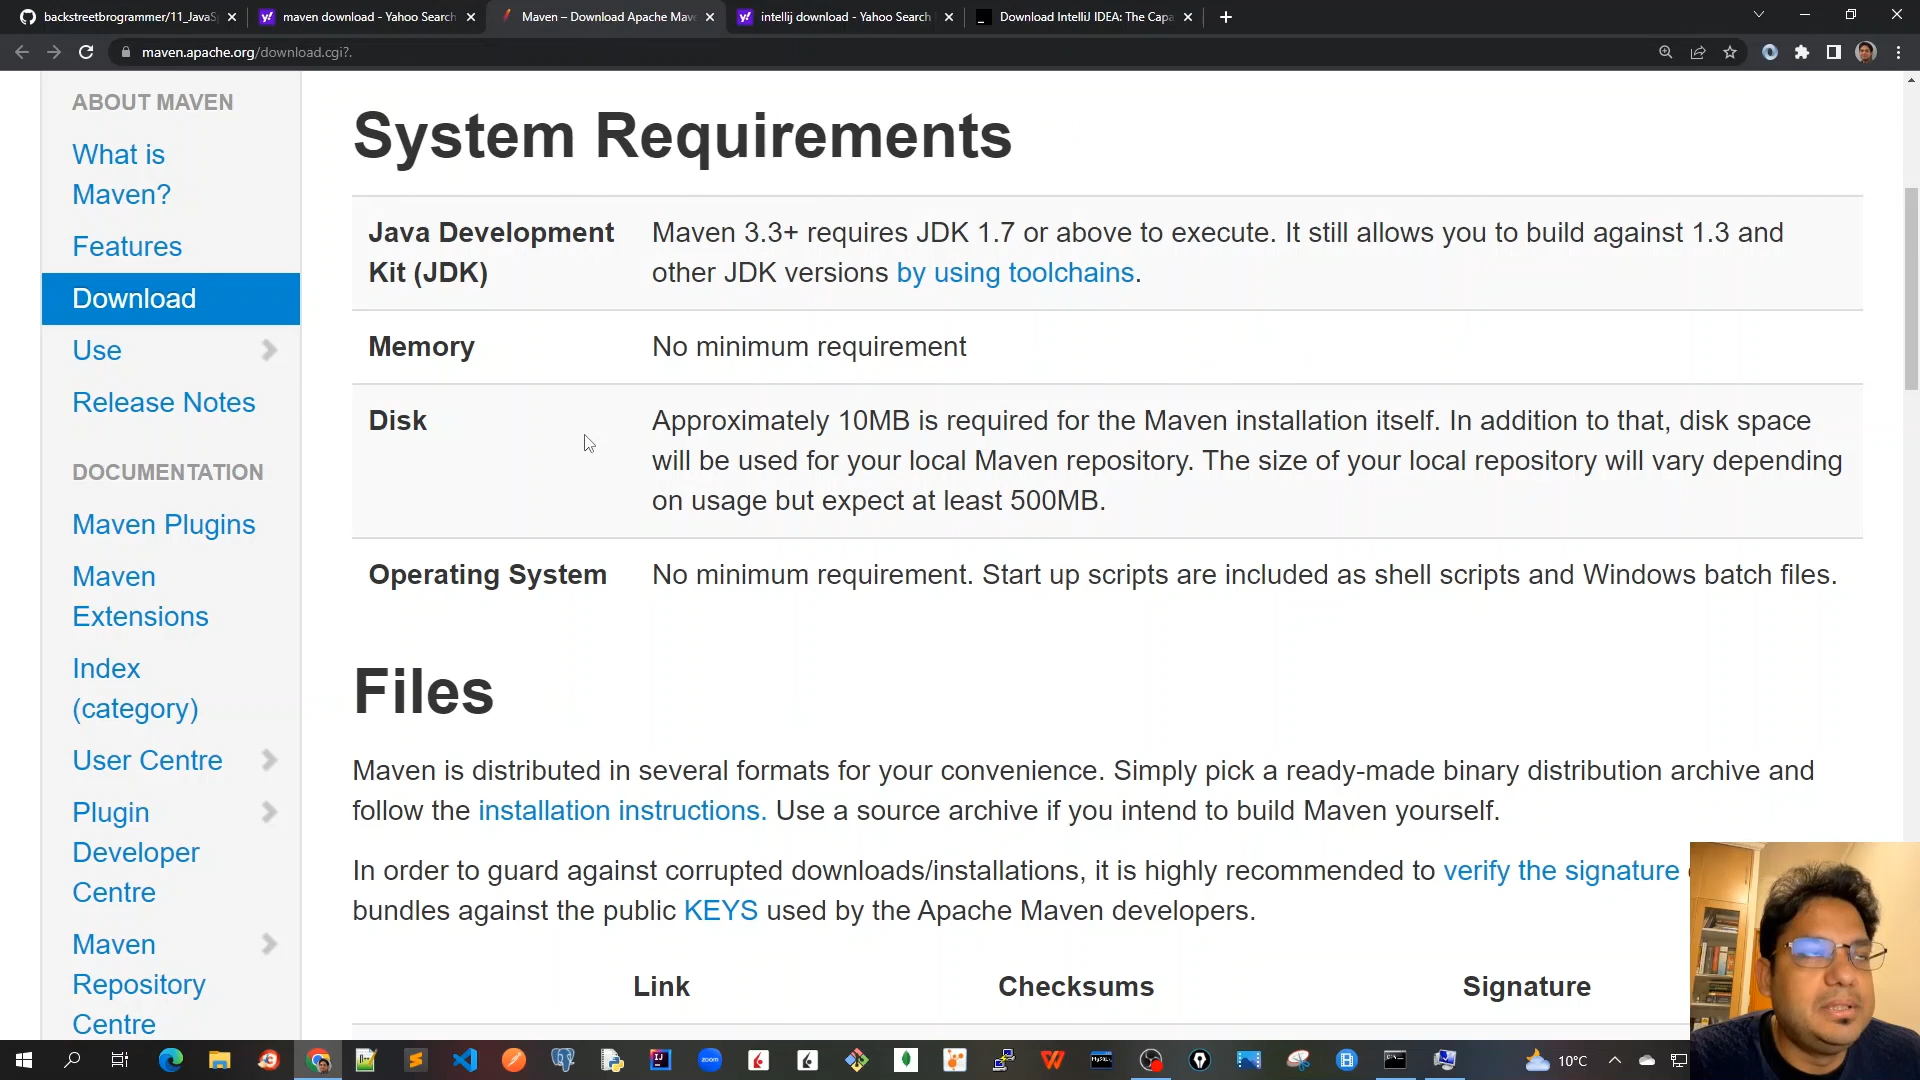 backstreetbrogrammer/11_JavaSp
maven download - Yahoo Search
Maven – Download Apache Mav
intellij download - Yahoo Search
Download IntelliJ IDEA: The Capa
maven.apache.org/download.cgi?.
ABOUT MAVEN
What is
Maven?
Features
Download
Use
Release Notes
DOCUMENTATION
Maven Plugins
Maven
Extensions
Index
(category)
User Centre
Plugin
Developer
Centre
Maven
Repository
Centre
System Requirements
Java Development
Kit (JDK)
Maven 3.3+ requires JDK 1.7 or above to execute. It still allows you to build against 1.3 and
other JDK versions by using toolchains.
Memory
No minimum requirement
Disk
Approximately 10MB is required for the Maven installation itself. In addition to that, disk space
will be used for your local Maven repository. The size of your local repository will vary depending
on usage but expect at least 500MB.
Operating System
No minimum requirement. Start up scripts are included as shell scripts and Windows batch files.
Files
Maven is distributed in several formats for your convenience. Simply pick a ready-made binary distribution archive and
follow the installation instructions. Use a source archive if you intend to build Maven yourself.
In order to guard against corrupted downloads/installations, it is highly recommended to verify the signature
bundles against the public KEYS used by the Apache Maven developers.
Link
Checksums
Signature
zoom
10°C